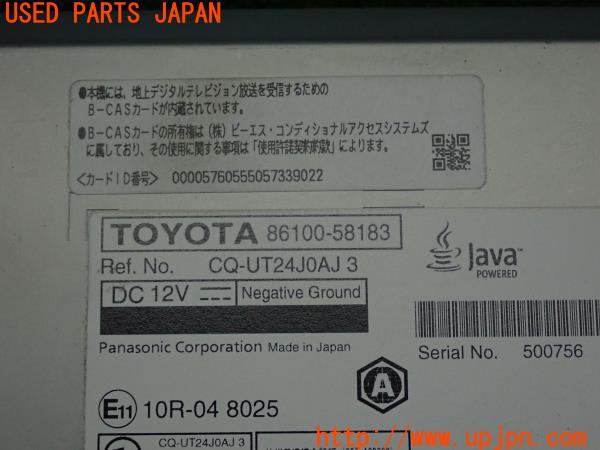 USED PARTS JAPAN
●本機には、地上デジタルテレビジョン放送を受信するための
B-CASカードが内蔵されています。
●B-CASカードの所有権は(株)ビーエス・コンディショナルアクセスシステムズ
に属しており、その使用に関する事項は「使用許諾契約約款」によります。
<カードID番号> 00005760555057339022
TOYOTA 86100-58183
Ref. No. CQ-UT24J0AJ 3
DC 12V Negative Ground
Java
POWERED
Panasonic Corporation Made in Japan
Serial No. 500756
A
E11 10R-04 8025
CQ-UT24J0AJ 3
http://www.upjpn.com/